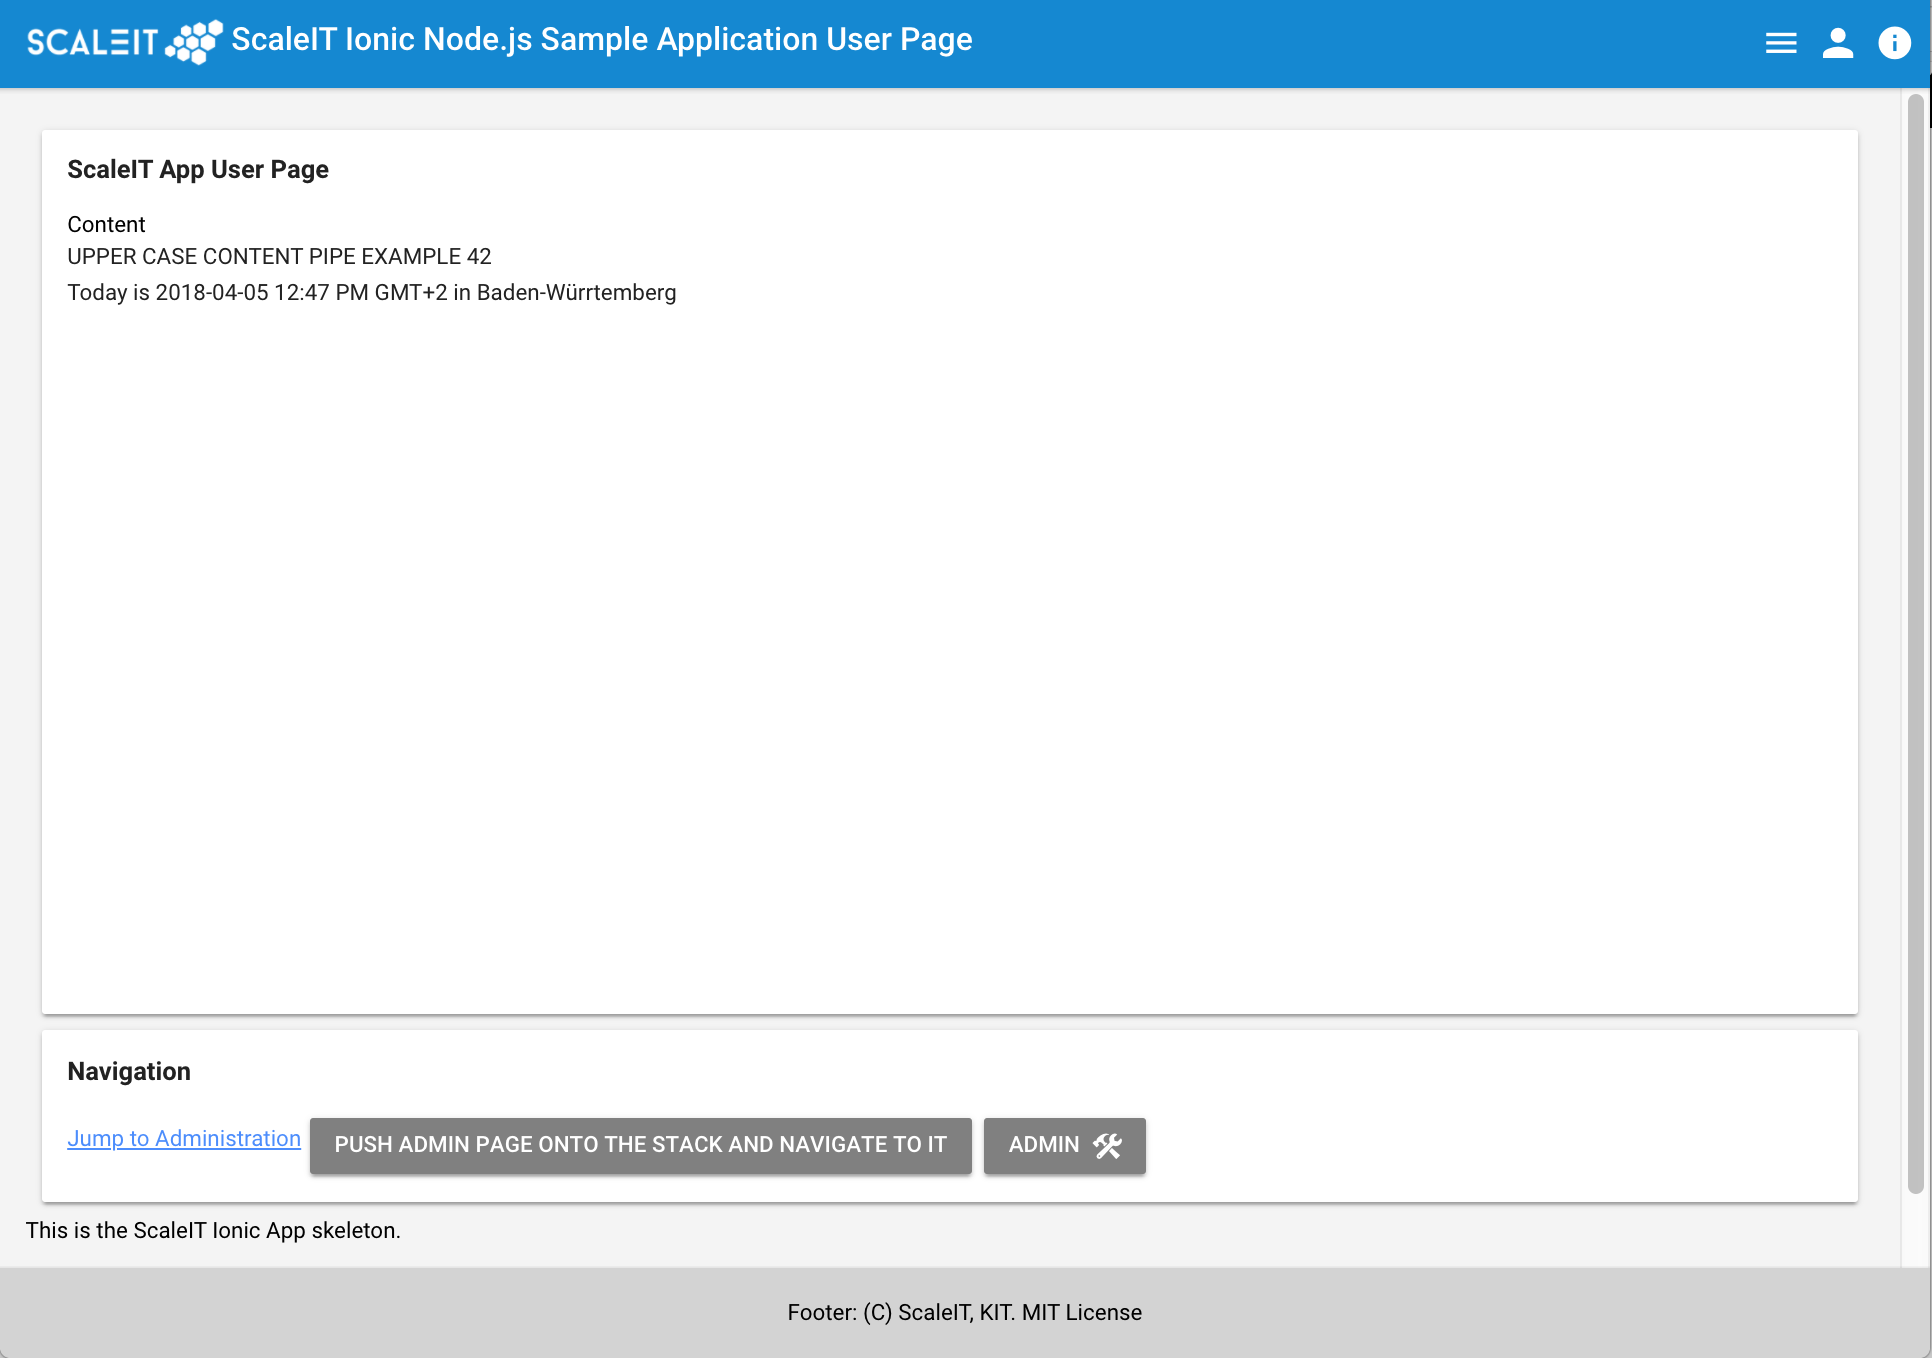 SCALEIT ScaleIT Ionic Node.js Sample Application User Page
ScaleIT App User Page
Content
UPPER CASE CONTENT PIPE EXAMPLE 42
Today is 2018-04-05 12:47 PM GMT+2 in Baden-Würrtemberg
Navigation
Jump to Administration PUSH ADMIN PAGE ONTO THE STACK AND NAVIGATE TO IT ADMIN
This is the ScaleIT Ionic App skeleton.
Footer: (C) ScaleIT, KIT. MIT License